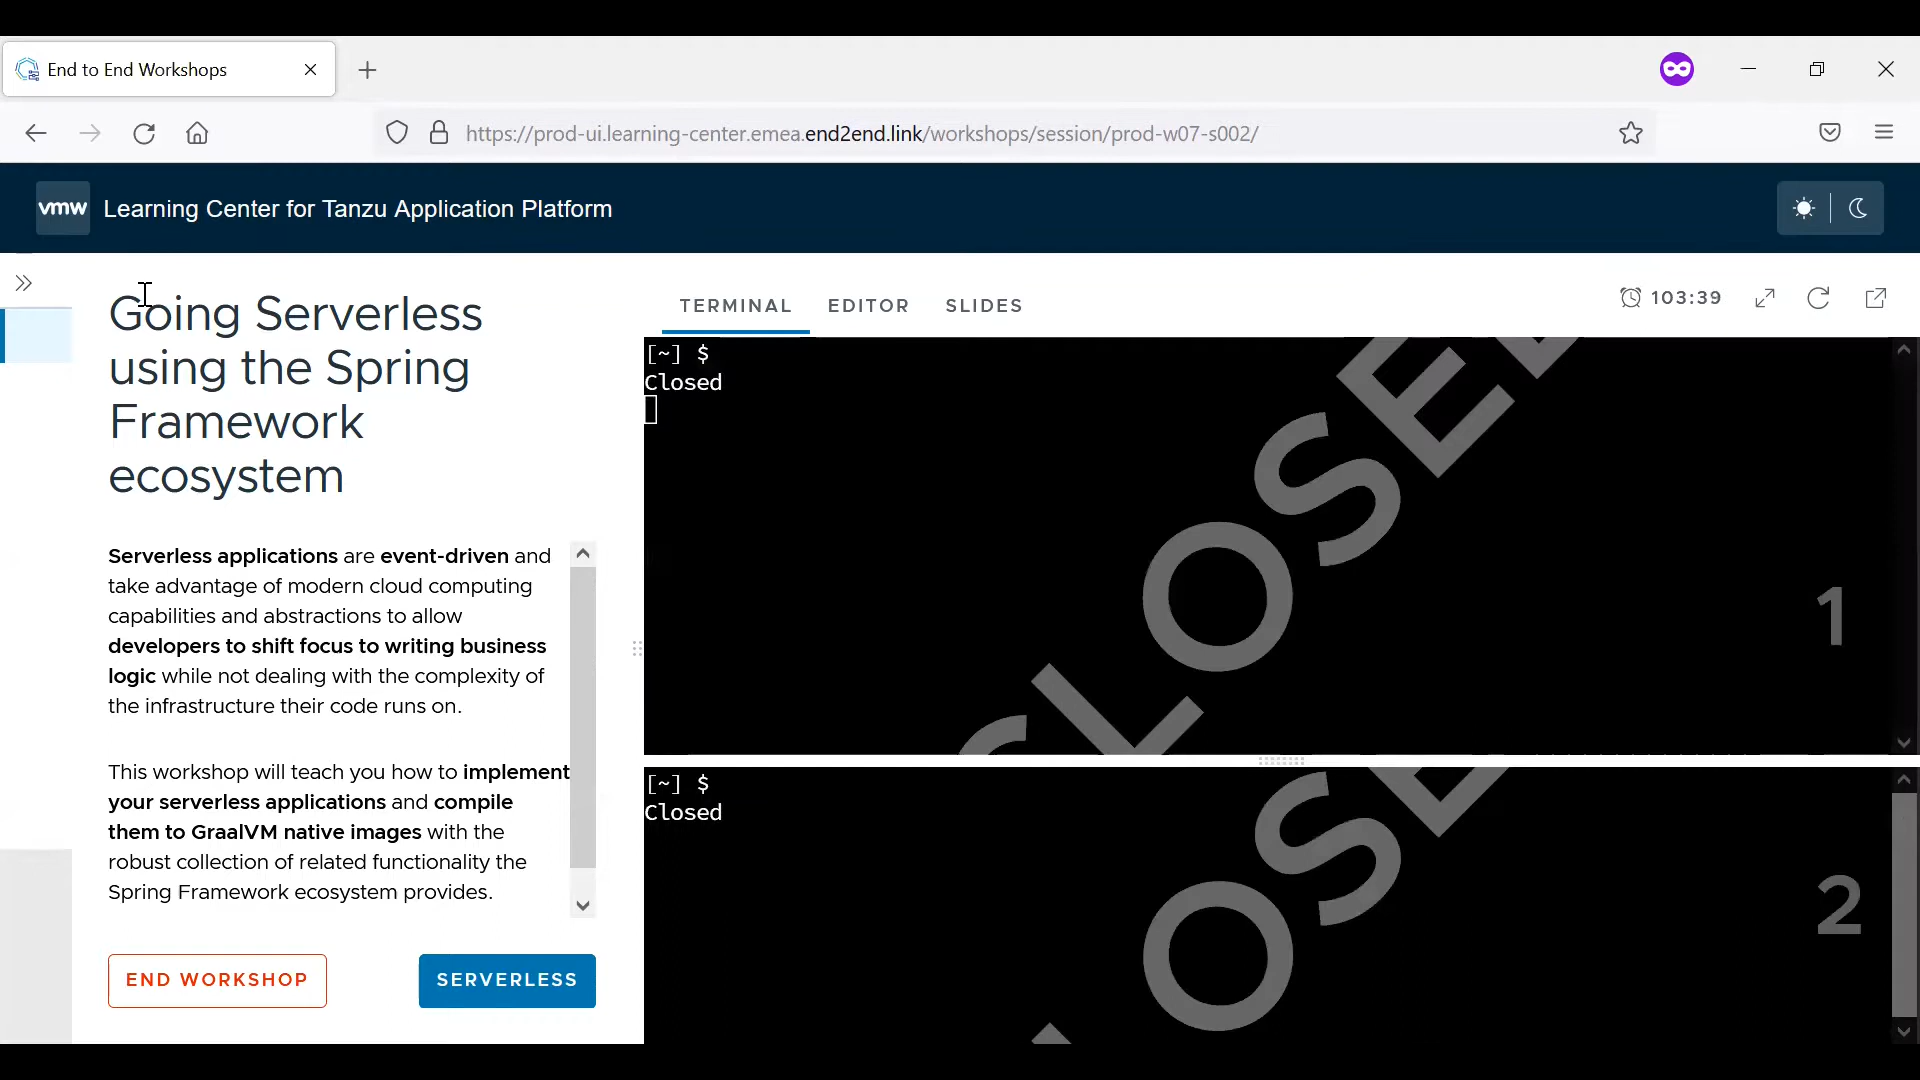 End to End Workshops
https://prod-ui.learning-center.emea.end2end.link/workshops/session/prod-w07-s002/
vmw Learning Center for Tanzu Application Platform
Going Serverless
using the Spring
Framework
ecosystem
Serverless applications are event-driven and
take advantage of modern cloud computing
capabilities and abstractions to allow
developers to shift focus to writing business
logic while not dealing with the complexity of
the infrastructure their code runs on.
This workshop will teach you how to implement
your serverless applications and compile
them to GraalVM native images with the
robust collection of related functionality the
Spring Framework ecosystem provides.
END WORKSHOP SERVERLESS
TERMINAL EDITOR SLIDES 103:39
[~] $
Closed
CLOSED
1
[~] $
Closed
LOSE
2